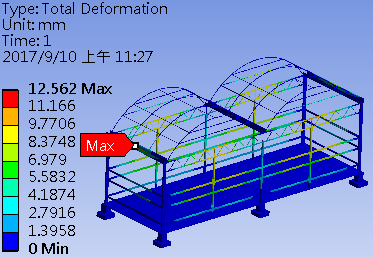 Type: Total Deformation
Unit: mm
Time: 1
2017/9/10 上午 11:27
12.562 Max
11.166
9.7706
8.3748
6.979
5.5832
4.1874
2.7916
1.3958
0 Min
Max